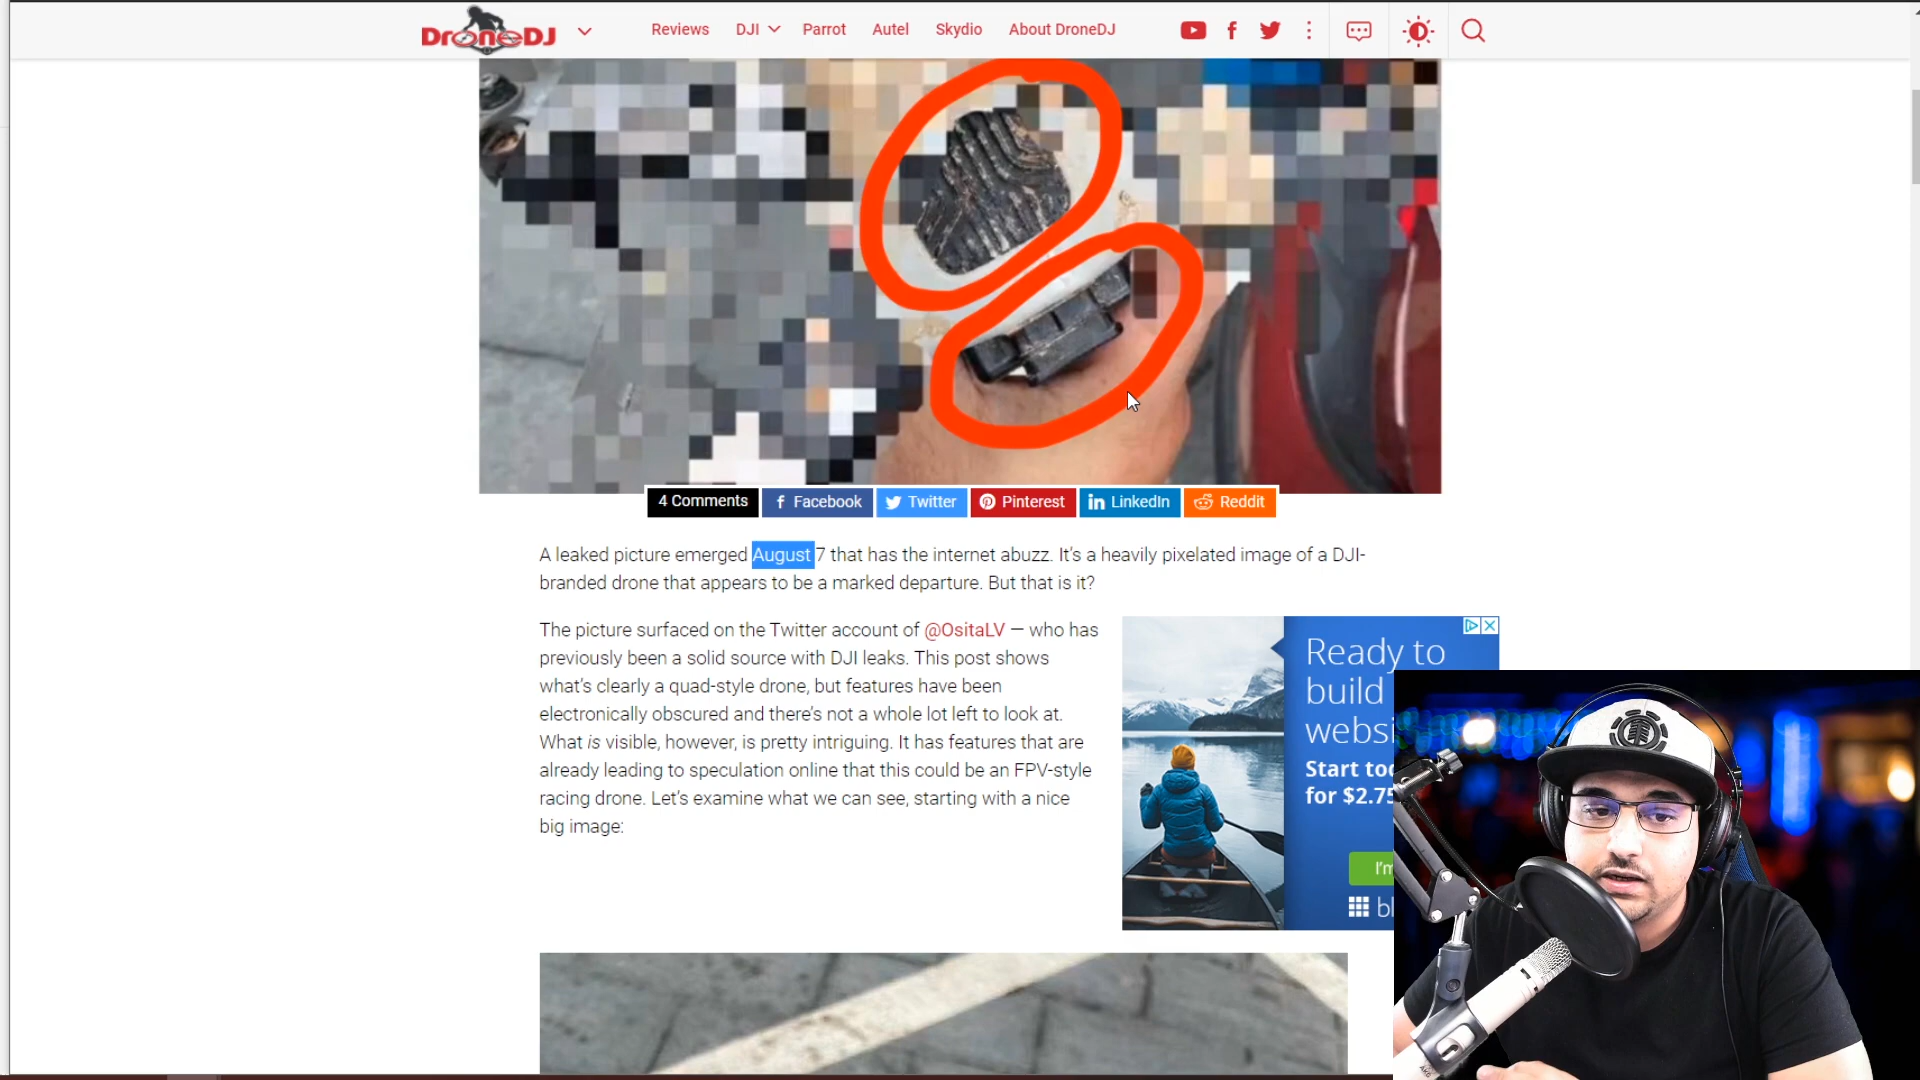 DRONEDJ
Reviews DJI Parrot Autel Skydio About DroneDJ
4 Comments Facebook Twitter Pinterest LinkedIn Reddit
A leaked picture emerged August 7 that has the internet abuzz. It's a heavily pixelated image of a DJI-
branded drone that appears to be a marked departure. But that is it?
The picture surfaced on the Twitter account of @OsitaLV — who has
previously been a solid source with DJI leaks. This post shows
what's clearly a quad-style drone, but features have been
electronically obscured and there's not a whole lot left to look at.
What is visible, however, is pretty intriguing. It has features that are
already leading to speculation online that this could be an FPV-style
racing drone. Let's examine what we can see, starting with a nice
big image:
Ready to
build
websi
Start too
for $2.75
I'm
bl
AKG